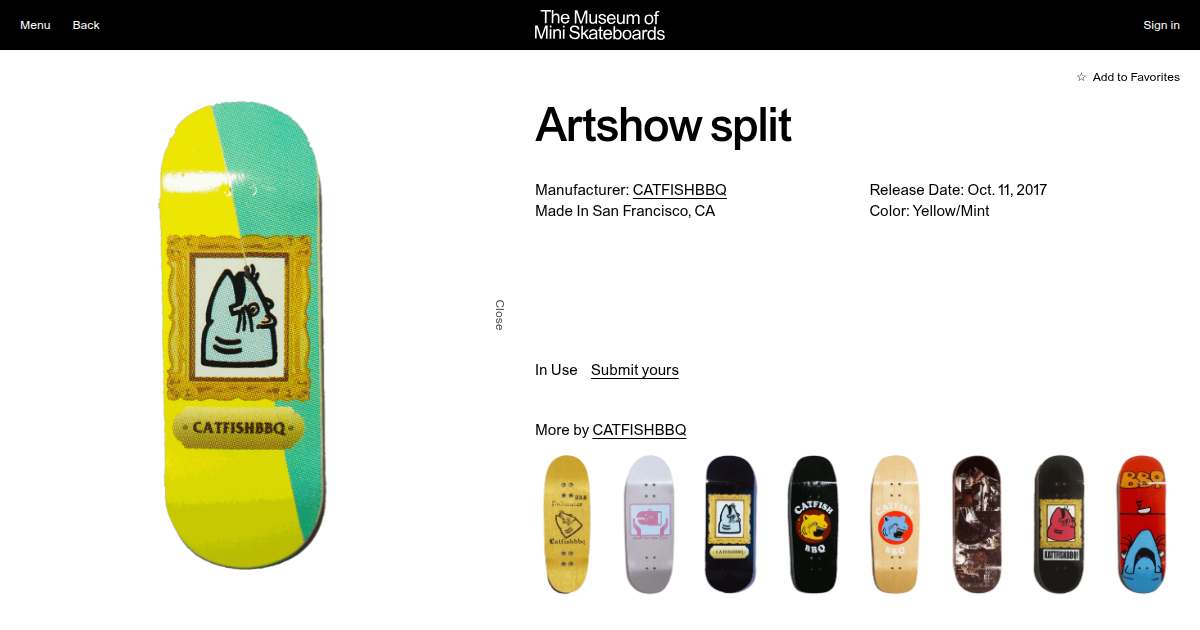 Menu
Back
The Museum of
Mini Skateboards
Sign in
☆ Add to Favorites
Artshow split
Manufacturer: CATFISHBBQ
Made In San Francisco, CA
Release Date: Oct. 11, 2017
Color: Yellow/Mint
CATFISHBBQ
Close
In Use Submit yours
More by CATFISHBBQ
Catfishbbq
CATFISHBBQ
CATFISH
BBQ
CATFISH
BBQ
CATFISHBBQ
BBQ